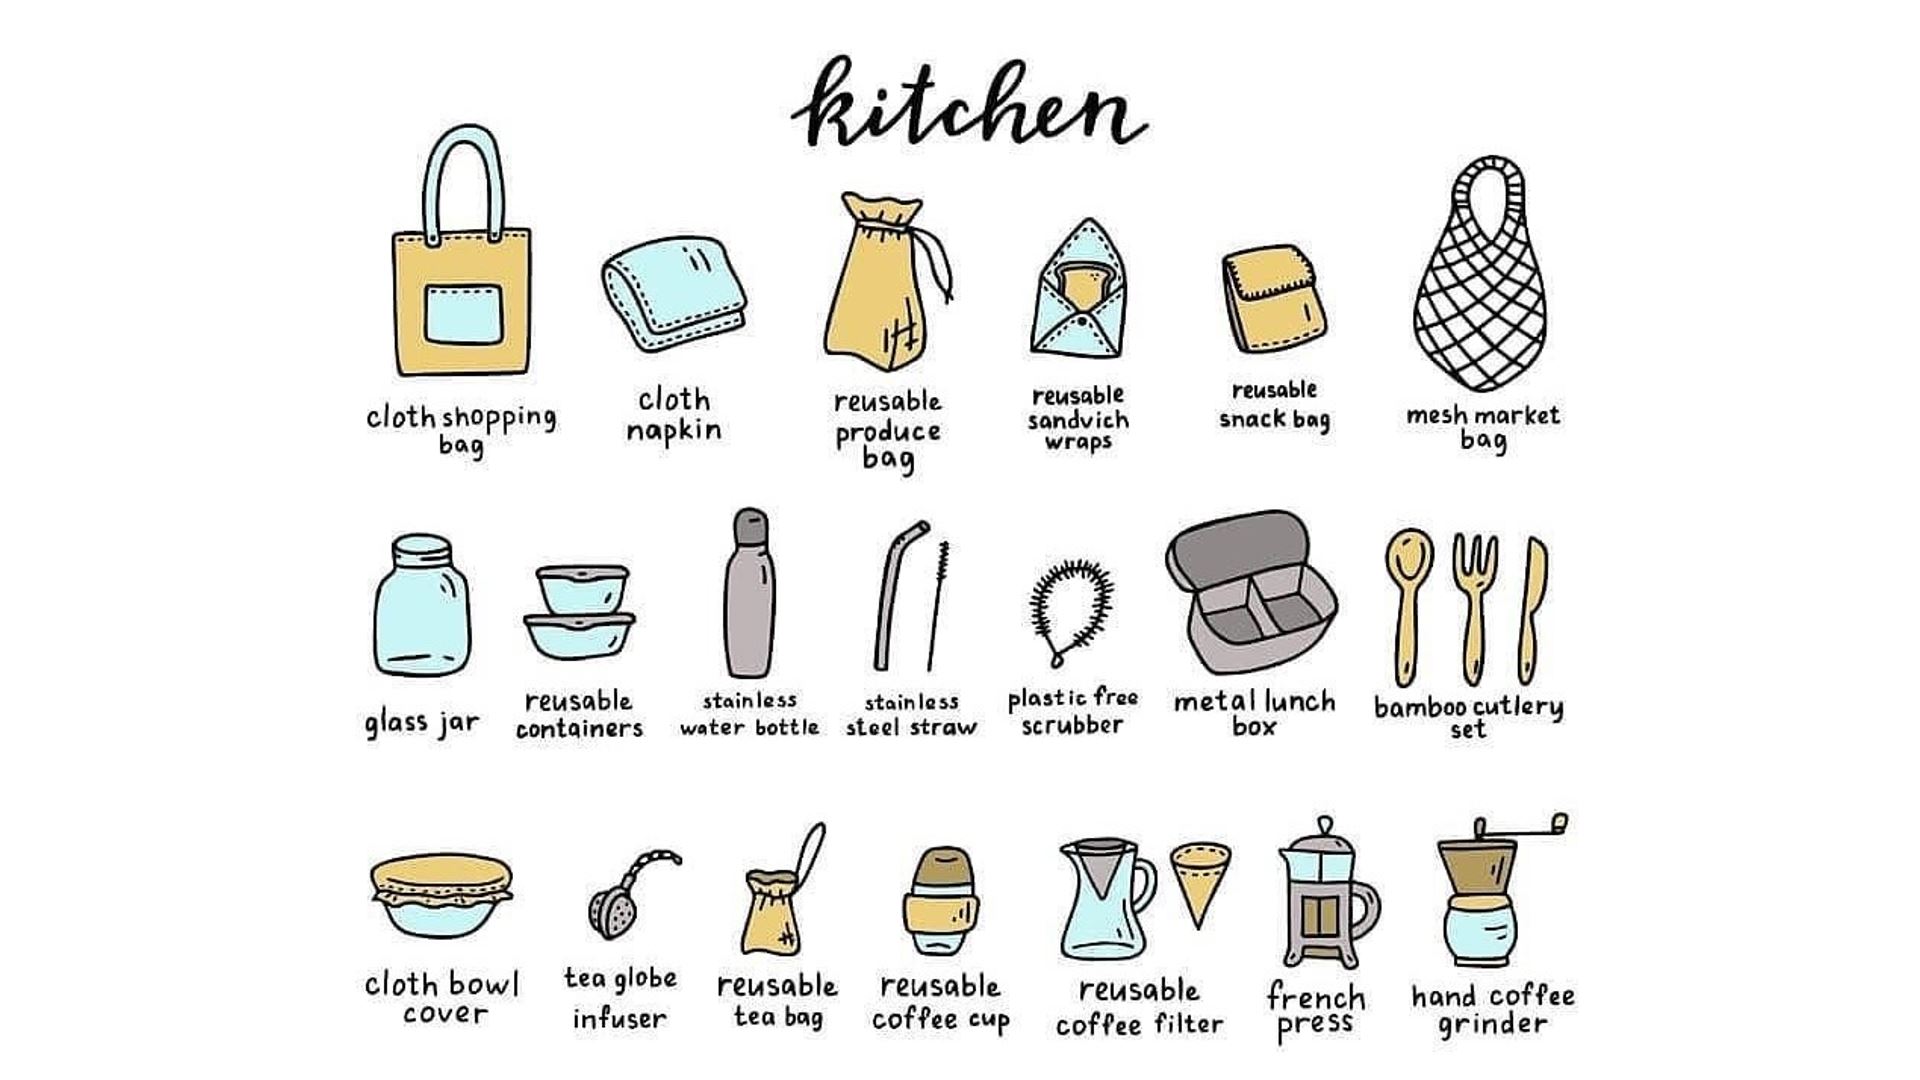 kitchen
cloth shopping
bag
cloth
napkin
reusable
produce
bag
reusable
sandvich
wraps
reusable
snack bag
mesh market
bag
glass jar
reusable
containers
stainless
water bottle
stainless
steel straw
plastic free
scrubber
metal lunch
box
bamboo cutlery
set
cloth bowl
cover
tea globe
infuser
reusable
tea bag
reusable
coffee cup
reusable
coffee filter
french
press
hand coffee
grinder